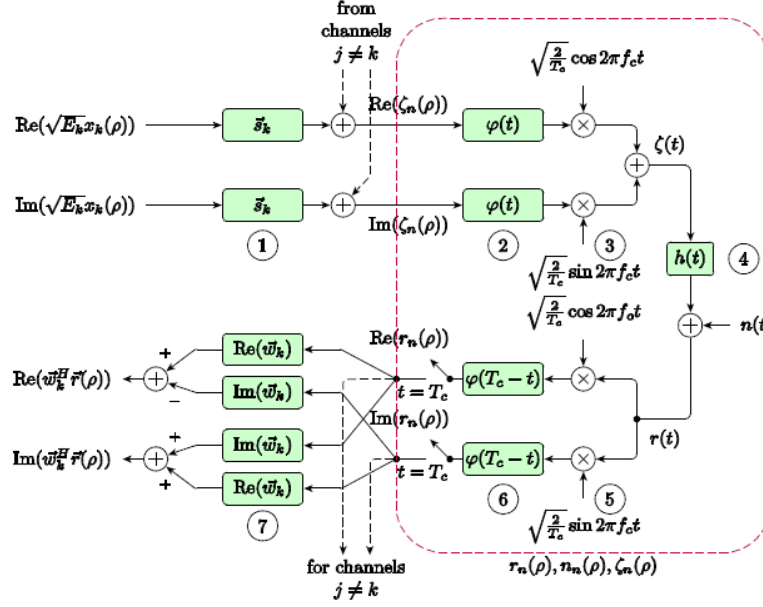 from
channels
j ≠ k
√(2/T_c) cos 2πf_c t
Re(√E_k x_k(ρ))
s⃗_k
+
Re(ζ_n(ρ))
φ(t)
×
ζ(t)
+
Im(√E_k x_k(ρ))
s⃗_k
+
Im(ζ_n(ρ))
φ(t)
×
1
2
3
h(t)
4
√(2/T_c) sin 2πf_c t
√(2/T_c) cos 2πf_c t
+
n(t
Re(w⃗_k^H r⃗(ρ))
+
+
−
Re(w⃗_k)
Im(w⃗_k)
Re(r_n(ρ))
t = T_c
φ(T_c − t)
×
r(t)
Im(w⃗_k^H r⃗(ρ))
+
+
+
Im(w⃗_k)
Re(w⃗_k)
Im(r_n(ρ))
t = T_c
φ(T_c − t)
×
7
6
5
√(2/T_c) sin 2πf_c t
for channels
j ≠ k
r_n(ρ), n_n(ρ), ζ_n(ρ)